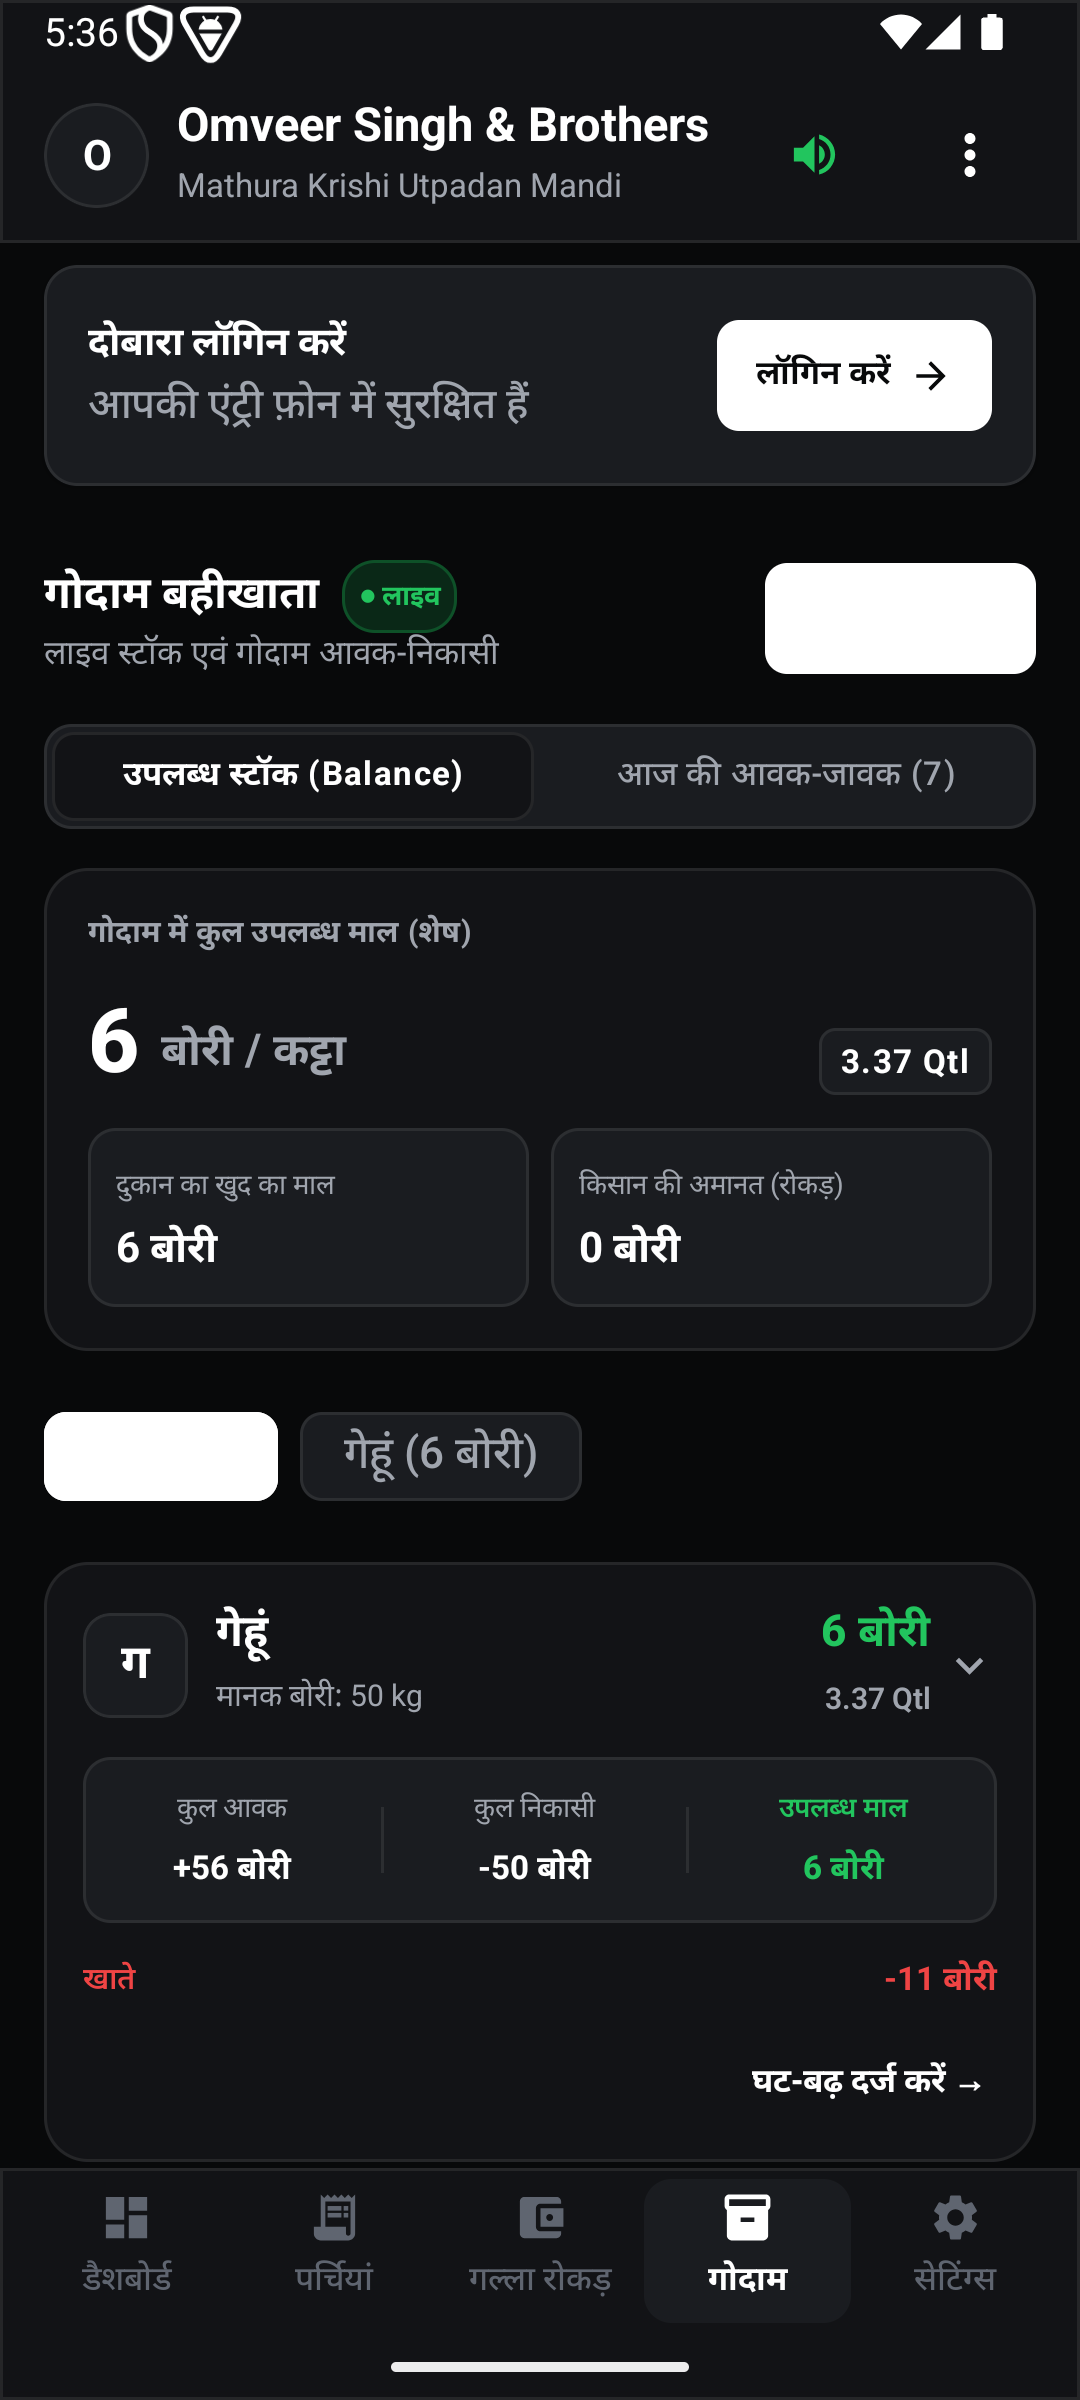 5:36
O
Omveer Singh & Brothers
Mathura Krishi Utpadan Mandi
दोबारा लॉगिन करें
आपकी एंट्री फ़ोन में सुरक्षित हैं
लॉगिन करें →
गोदाम बहीखाता
• लाइव
लाइव स्टॉक एवं गोदाम आवक-निकासी
उपलब्ध स्टॉक (Balance)
आज की आवक-जावक (7)
गोदाम में कुल उपलब्ध माल (शेष)
6 बोरी / कट्टा
3.37 Qtl
दुकान का खुद का माल
6 बोरी
किसान की अमानत (रोकड़)
0 बोरी
गेहूं (6 बोरी)
ग
गेहूं
मानक बोरी: 50 kg
6 बोरी
3.37 Qtl
कुल आवक
+56 बोरी
कुल निकासी
-50 बोरी
उपलब्ध माल
6 बोरी
खाते
-11 बोरी
घट-बढ़ दर्ज करें →
डैशबोर्ड
पर्चियां
गल्ला रोकड़
गोदाम
सेटिंग्स